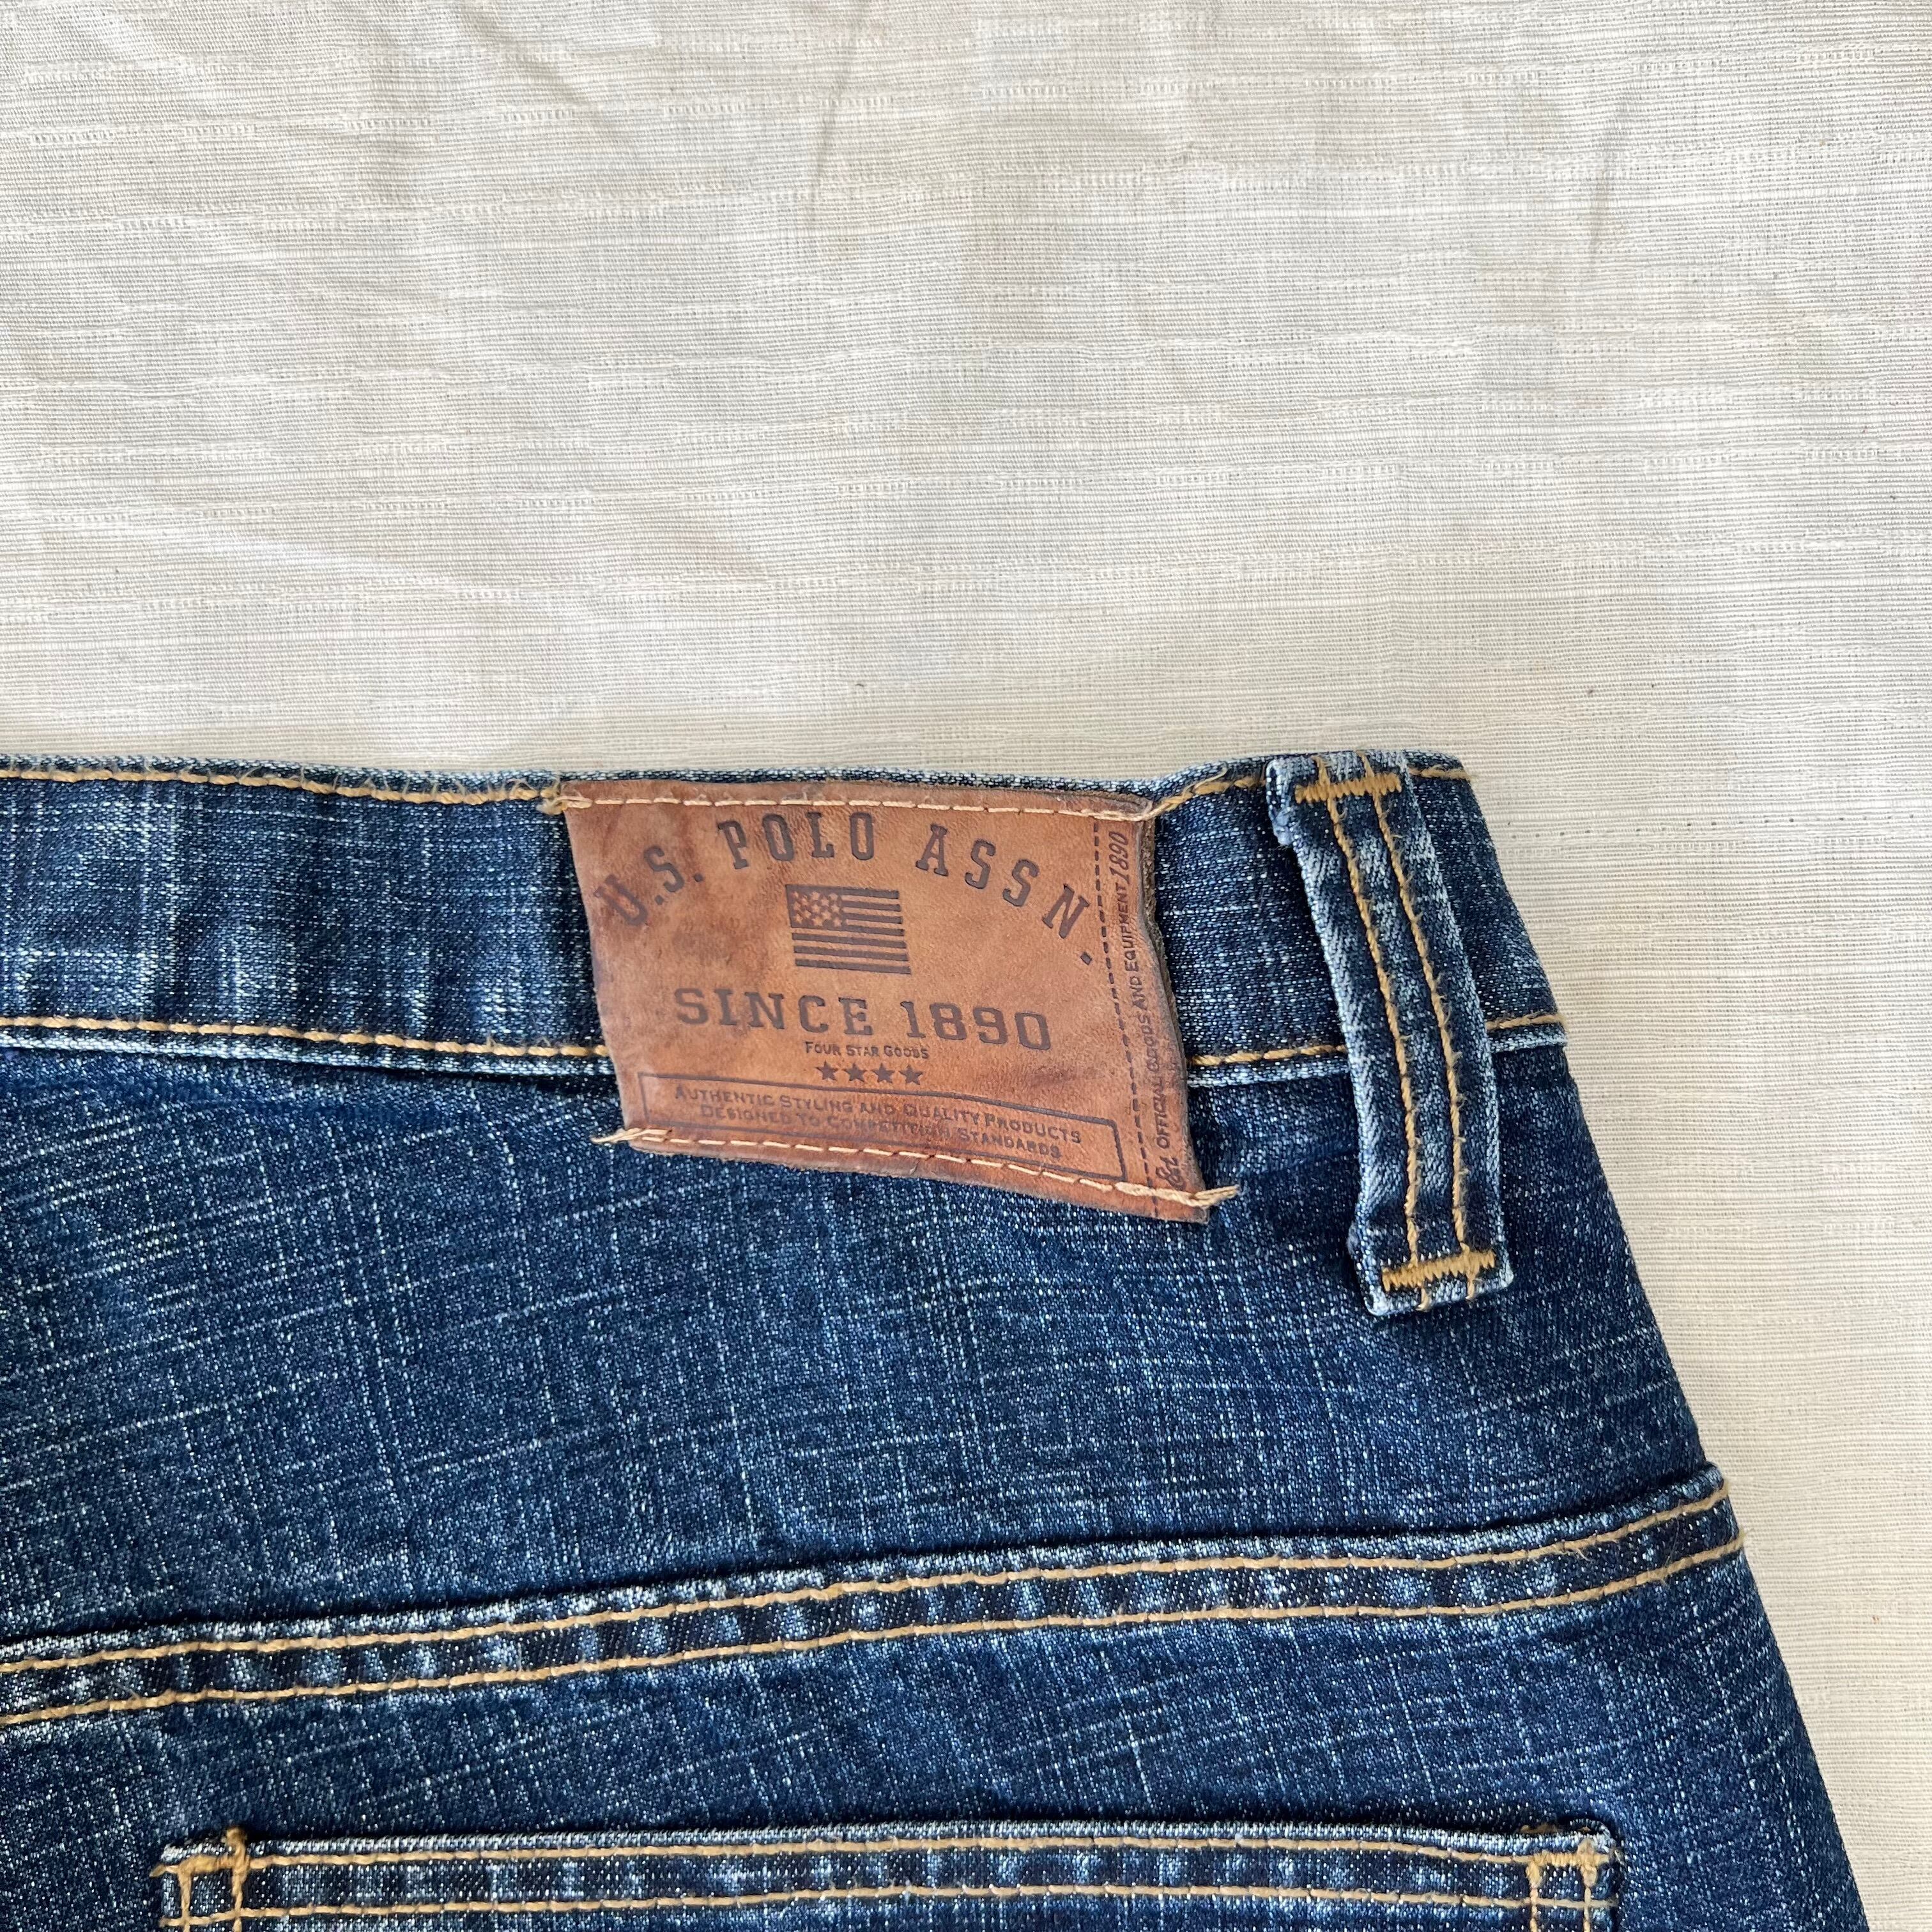 U.S. POLO ASSN.
SINCE 1890
FOUR STAR GOODS
AUTHENTIC STYLING AND QUALITY PRODUCTS
DESIGNED TO COMPETITION STANDARDS
& OFFICIAL GOODS AND EQUIPMENT 1890